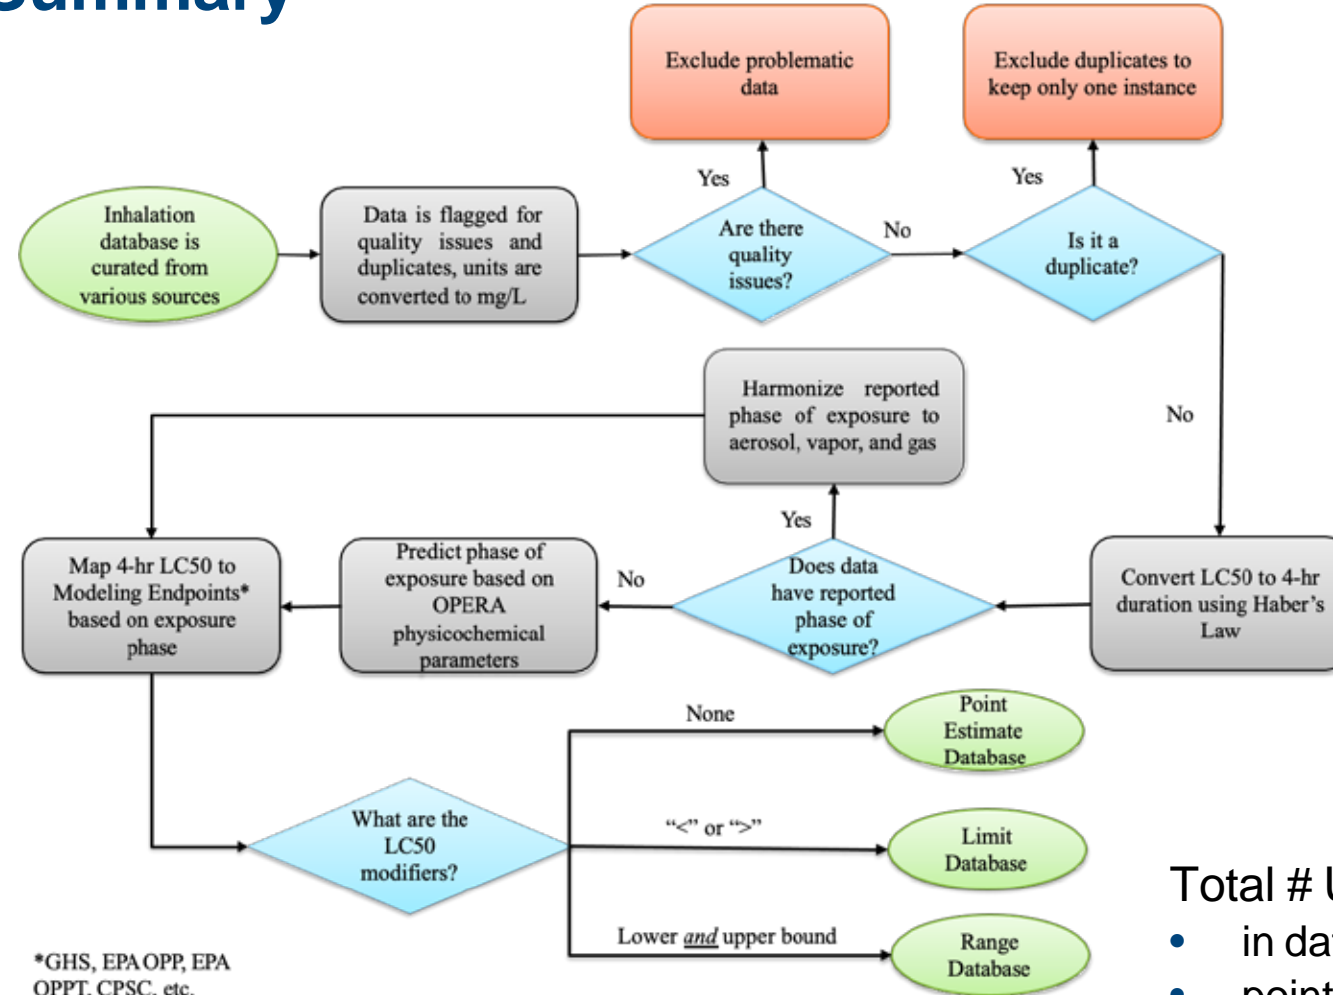 Summary
Exclude problematic
data
Exclude duplicates to
keep only one instance
Yes
Yes
Inhalation
database is
curated from
various sources
Data is flagged for
quality issues and
duplicates, units are
converted to mg/L
Are there
quality
issues?
No
Is it a
duplicate?
Harmonize reported
phase of exposure to
aerosol, vapor, and gas
No
Yes
Map 4-hr LC50 to
Modeling Endpoints*
based on exposure
phase
Predict phase of
exposure based on
OPERA
physicochemical
parameters
No
Does data
have reported
phase of
exposure?
Convert LC50 to 4-hr
duration using Haber's
Law
None
Point
Estimate
Database
What are the
LC50
modifiers?
“<” or “>”
Limit
Database
Lower and upper bound
Range
Database
*GHS, EPA OPP, EPA
OPPT, CPSC, etc.
Total #
• in
• point